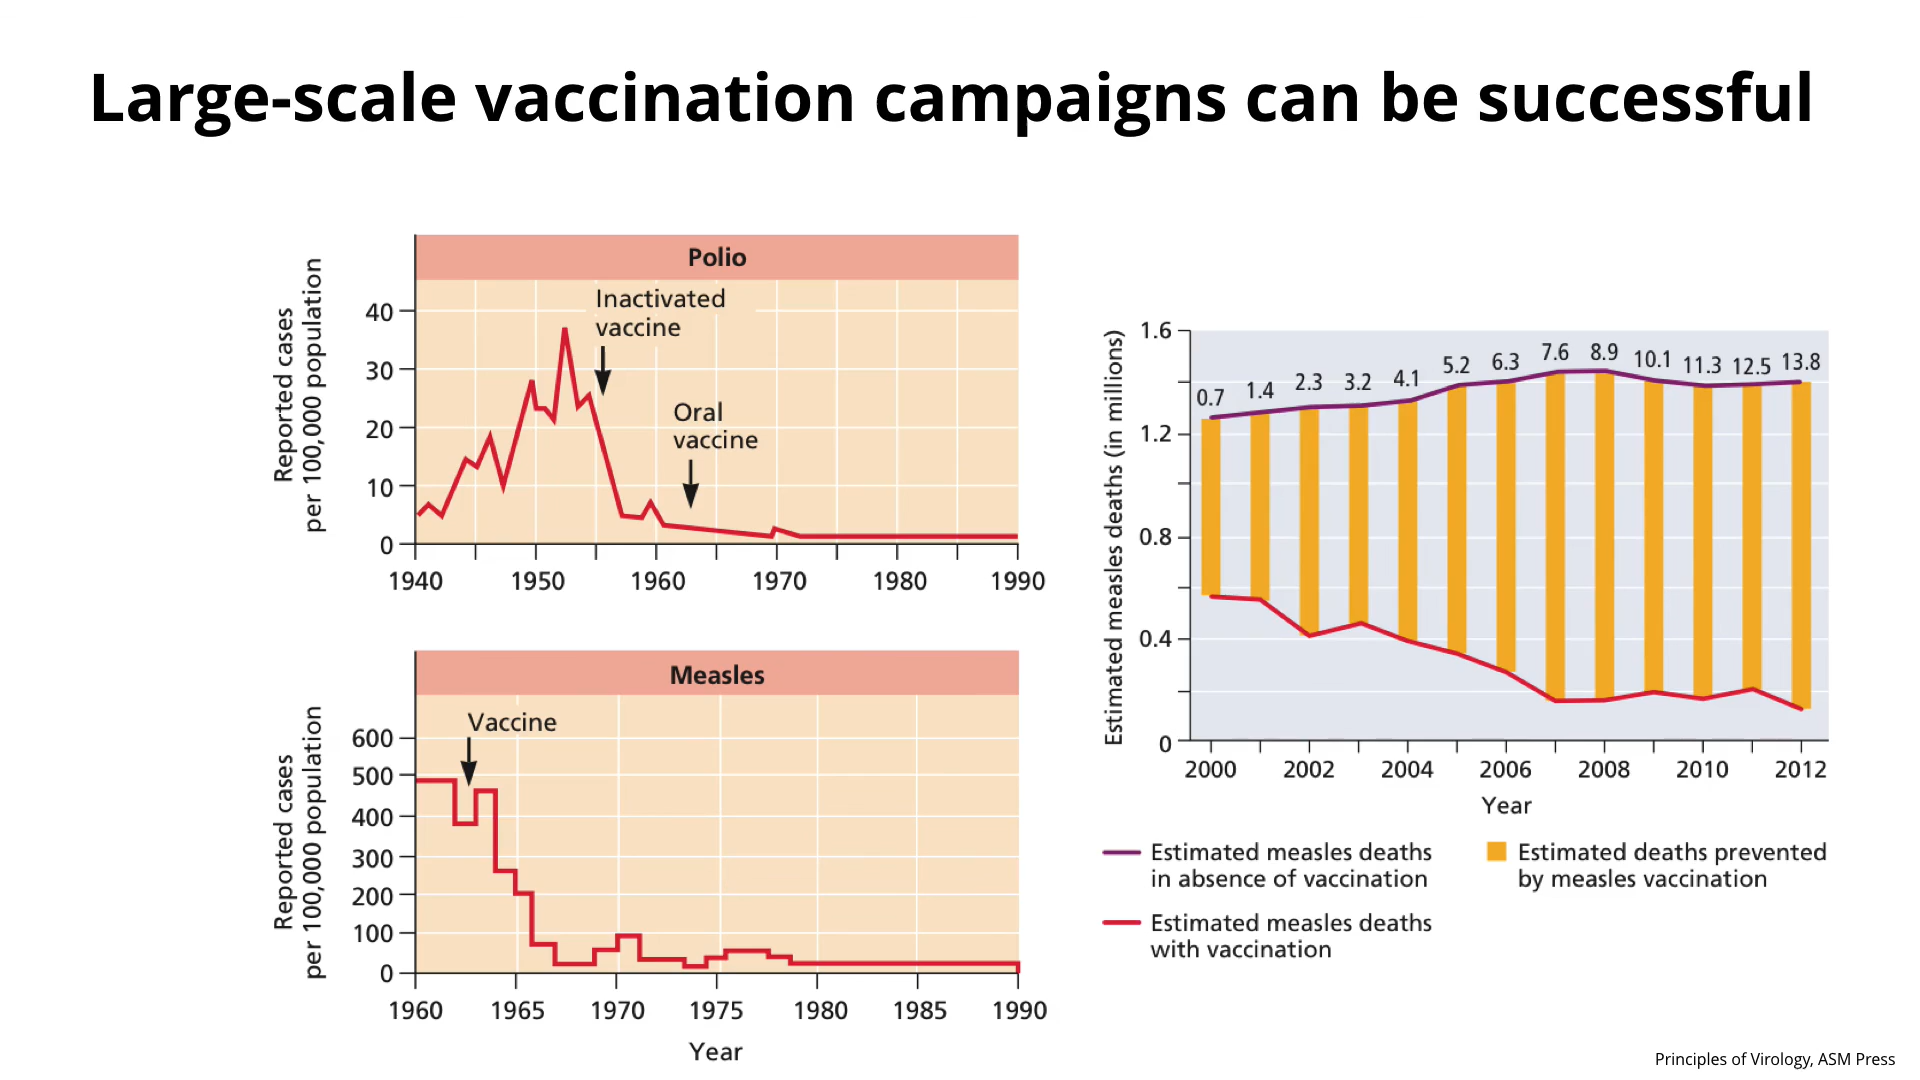 Large-scale vaccination campaigns can be successful
Polio
Reported cases
per 100,000 population
40
30
20
10
0
Inactivated
vaccine
Oral
vaccine
1940
1950
1960
1970
1980
1990
Measles
Reported cases
per 100,000 population
600
500
400
300
200
100
0
Vaccine
1960
1965
1970
1975
1980
1985
1990
Year
Estimated measles deaths (in millions)
1.6
1.2
0.8
0.4
0
0.7
1.4
2.3
3.2
4.1
5.2
6.3
7.6
8.9
10.1
11.3
12.5
13.8
2000
2002
2004
2006
2008
2010
2012
Year
Estimated measles deaths
in absence of vaccination
Estimated measles deaths
with vaccination
Estimated deaths prevented
by measles vaccination
Principles of Virology, ASM Press